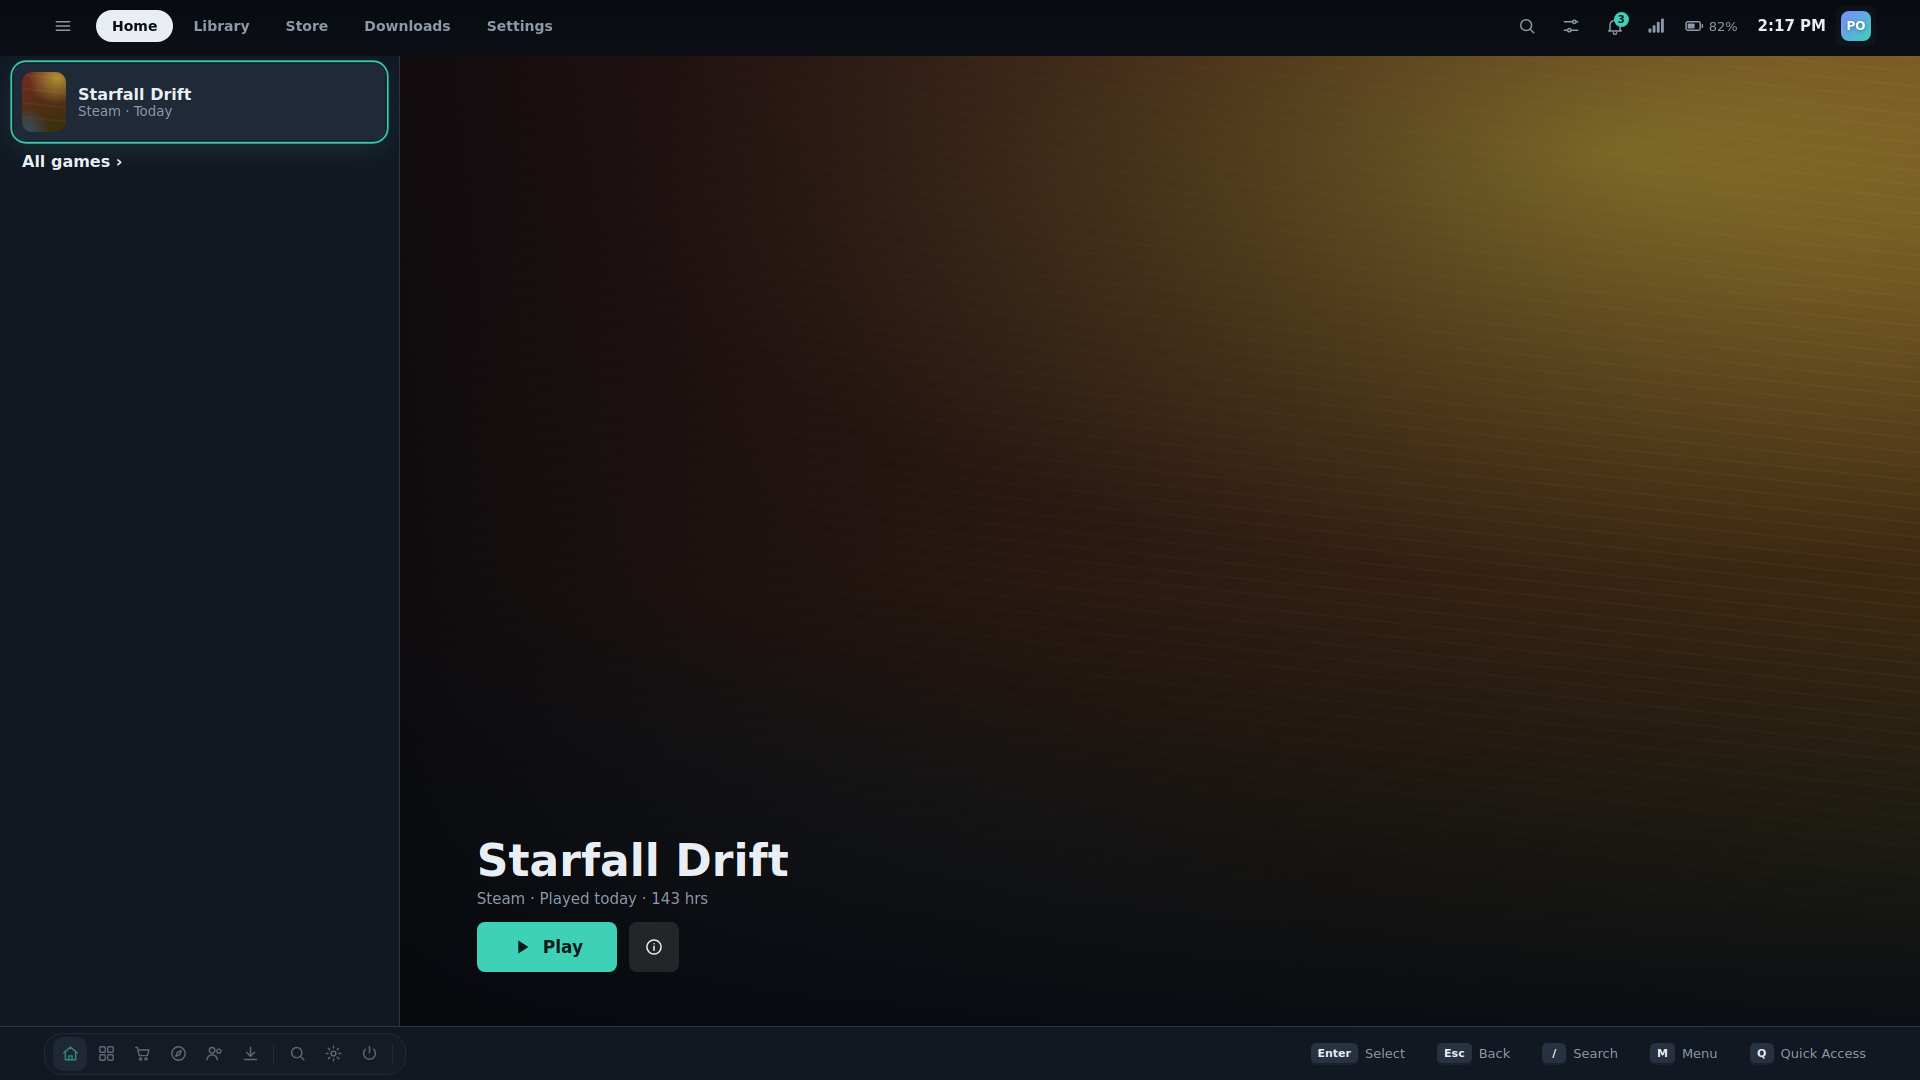 Home Library Store Downloads Settings 3 82% 2:17 PM PO
Starfall Drift
Steam · Today
All games ›
Starfall Drift
Steam · Played today · 143 hrs
Play
Enter Select Esc Back / Search M Menu Q Quick Access